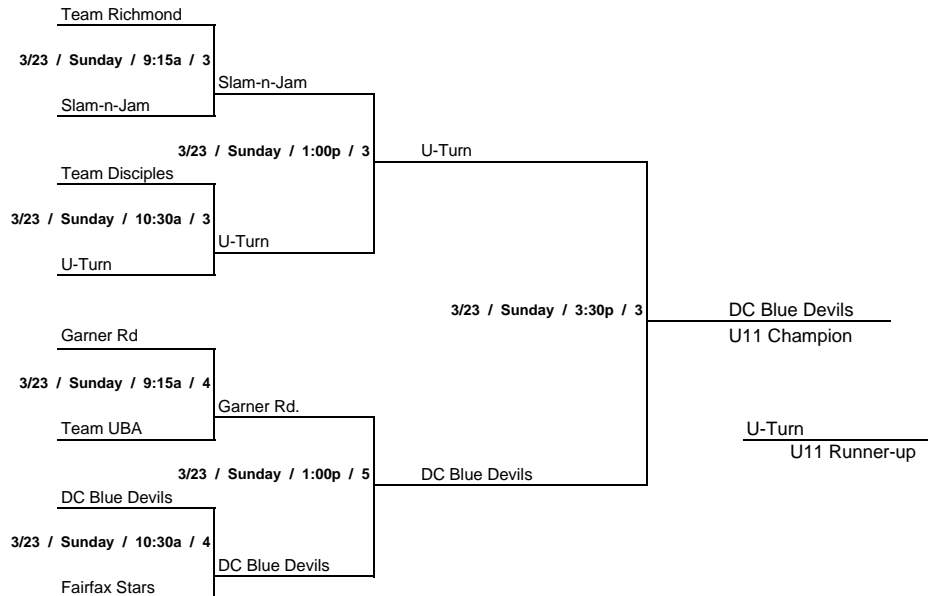 Team Richmond
3/23 / Sunday / 9:15a / 3
Slam-n-Jam
Slam-n-Jam
3/23 / Sunday / 1:00p / 3
U-Turn
Team Disciples
3/23 / Sunday / 10:30a / 3
U-Turn
U-Turn
3/23 / Sunday / 3:30p / 3
DC Blue Devils
U11 Champion
Garner Rd
3/23 / Sunday / 9:15a / 4
Garner Rd.
Team UBA
U-Turn
U11 Runner-up
3/23 / Sunday / 1:00p / 5
DC Blue Devils
DC Blue Devils
3/23 / Sunday / 10:30a / 4
DC Blue Devils
Fairfax Stars